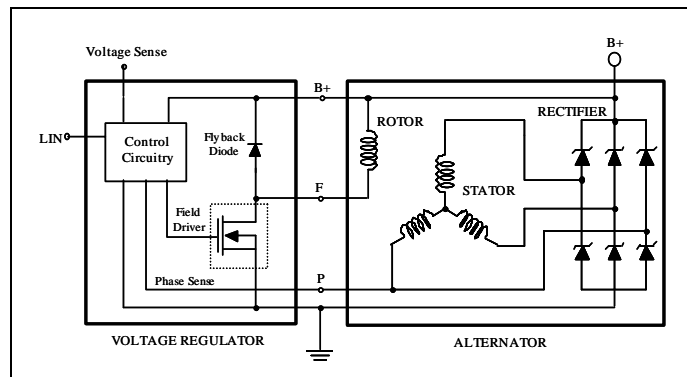 Voltage Sense
B+
B+
RECTIFIER
ROTOR
LIN
Control
Circuitry
Flyback
Diode
STATOR
F
Field
Driver
Phase Sense
P
VOLTAGE REGULATOR
ALTERNATOR